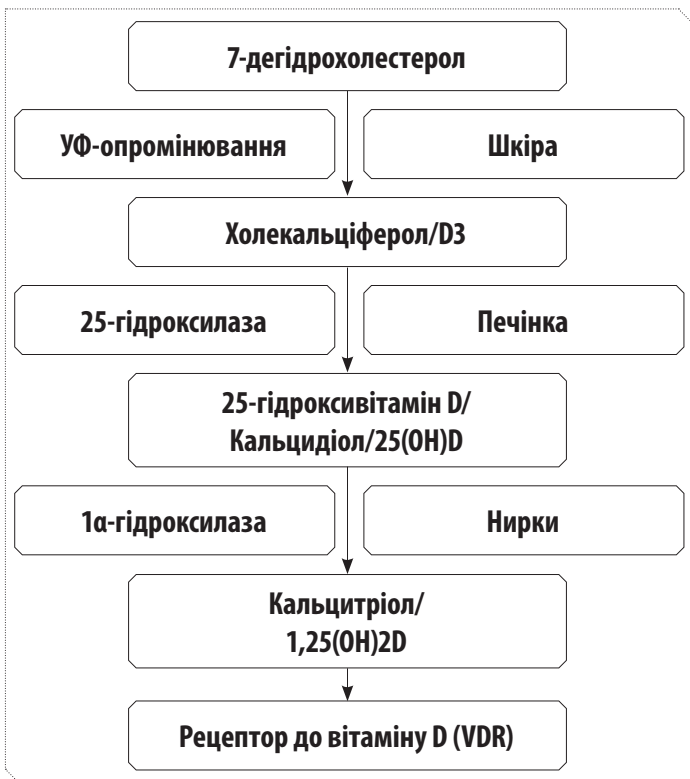 7-дегідрохолестерол
УФ-опромінювання
Шкіра
Холекальціферол/D3
25-гідроксилаза
Печінка
25-гідроксивітамін D/
Кальцидіол/25(OH)D
1α-гідроксилаза
Нирки
Кальцитріол/
1,25(OH)2D
Рецептор до вітаміну D (VDR)